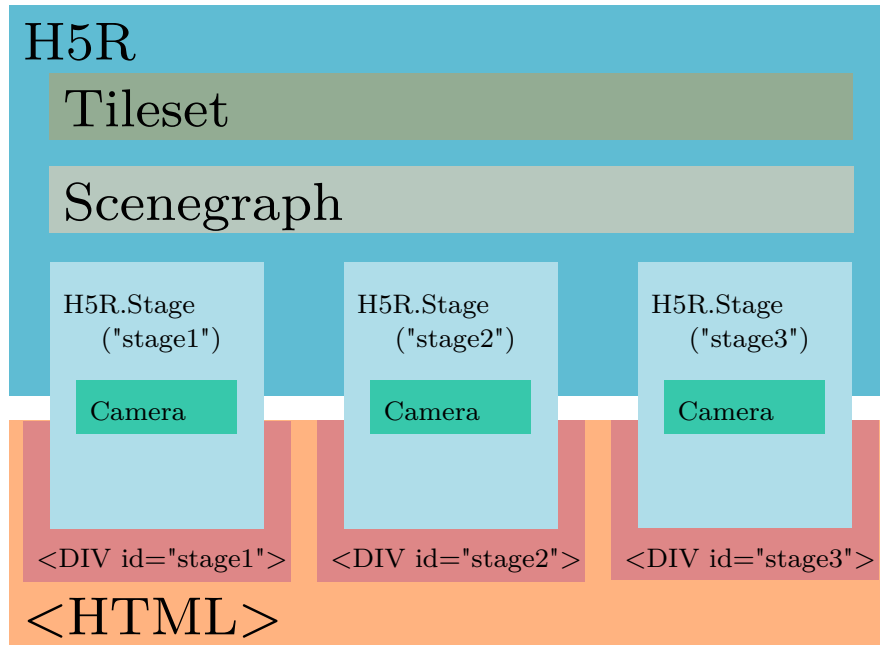 H5R
Tileset
Scenegraph
H5R.Stage
("stage1")
Camera
H5R.Stage
("stage2")
Camera
H5R.Stage
("stage3")
Camera
<DIV id="stage1">
<DIV id="stage2">
<DIV id="stage3">
<HTML>